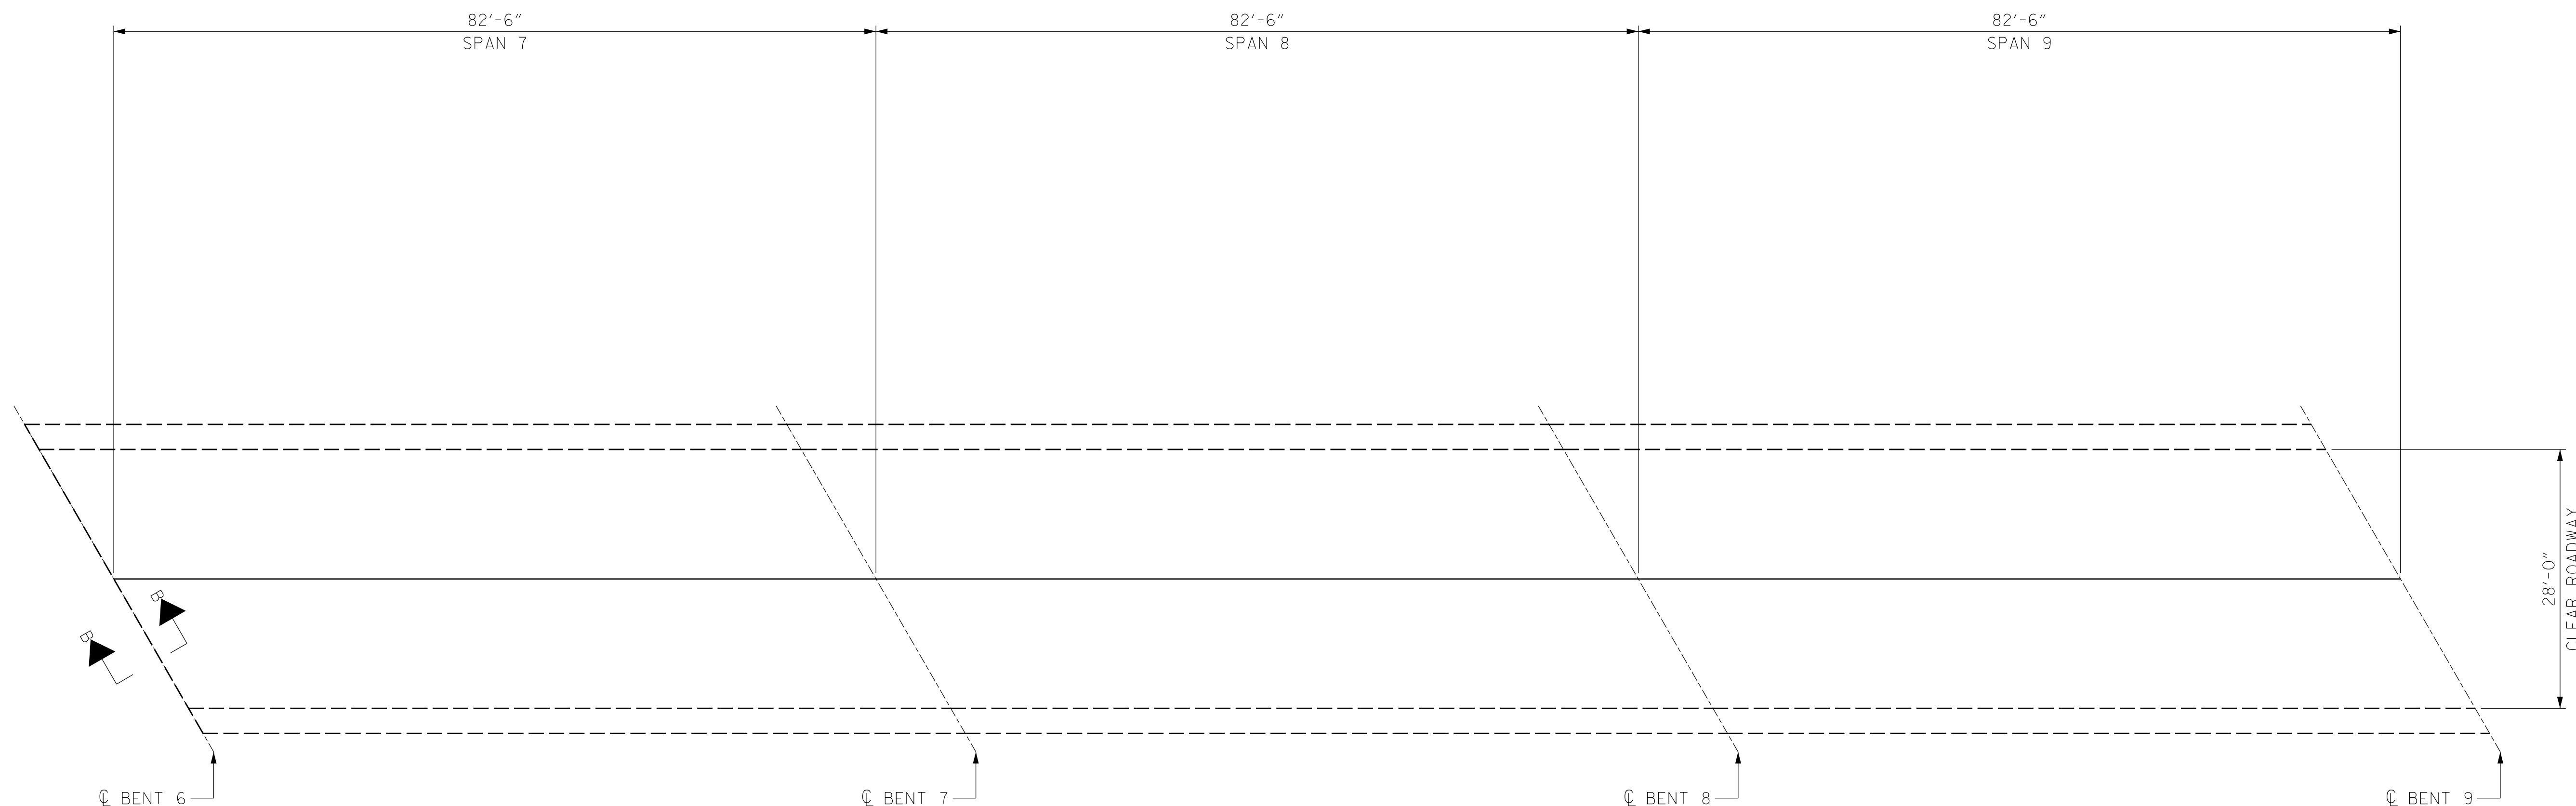 82'-6" 82'-6" 82'-6"
SPAN 7 SPAN 8 SPAN 9
B
B
28'-0"
CLEAR ROADWAY
℄ BENT 6 ℄ BENT 7 ℄ BENT 8 ℄ BENT 9